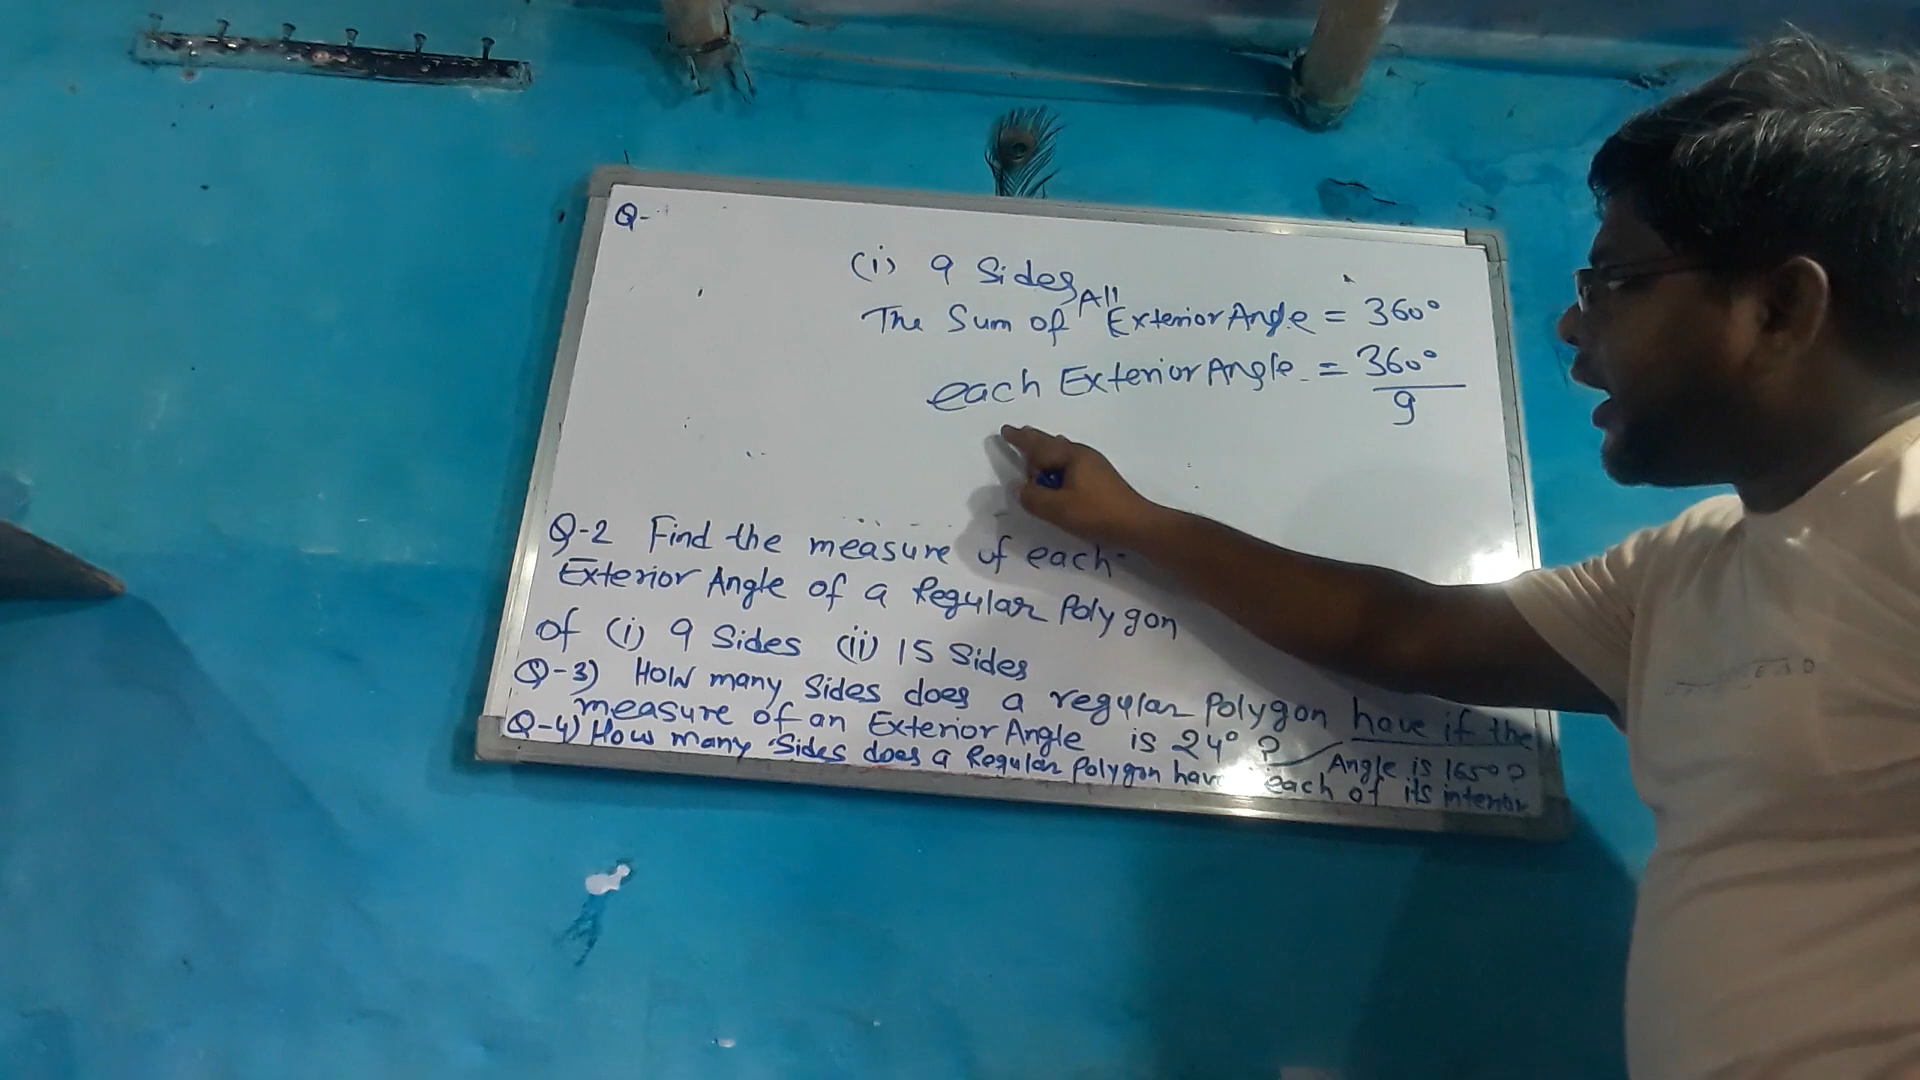 Q-
(i) 9 Sides
The Sum of All Exterior Angle = 360°
each Exterior Angle = 360°
9
Q-2 Find the measure of each
Exterior Angle of a Regular Polygon
of (i) 9 Sides (ii) 15 Sides
Q-3) How many Sides does a regular Polygon have if the
measure of an Exterior Angle is 24° ?
Q-4) How many Sides does a Regular Polygon have each of its interior
Angle is 165° ?